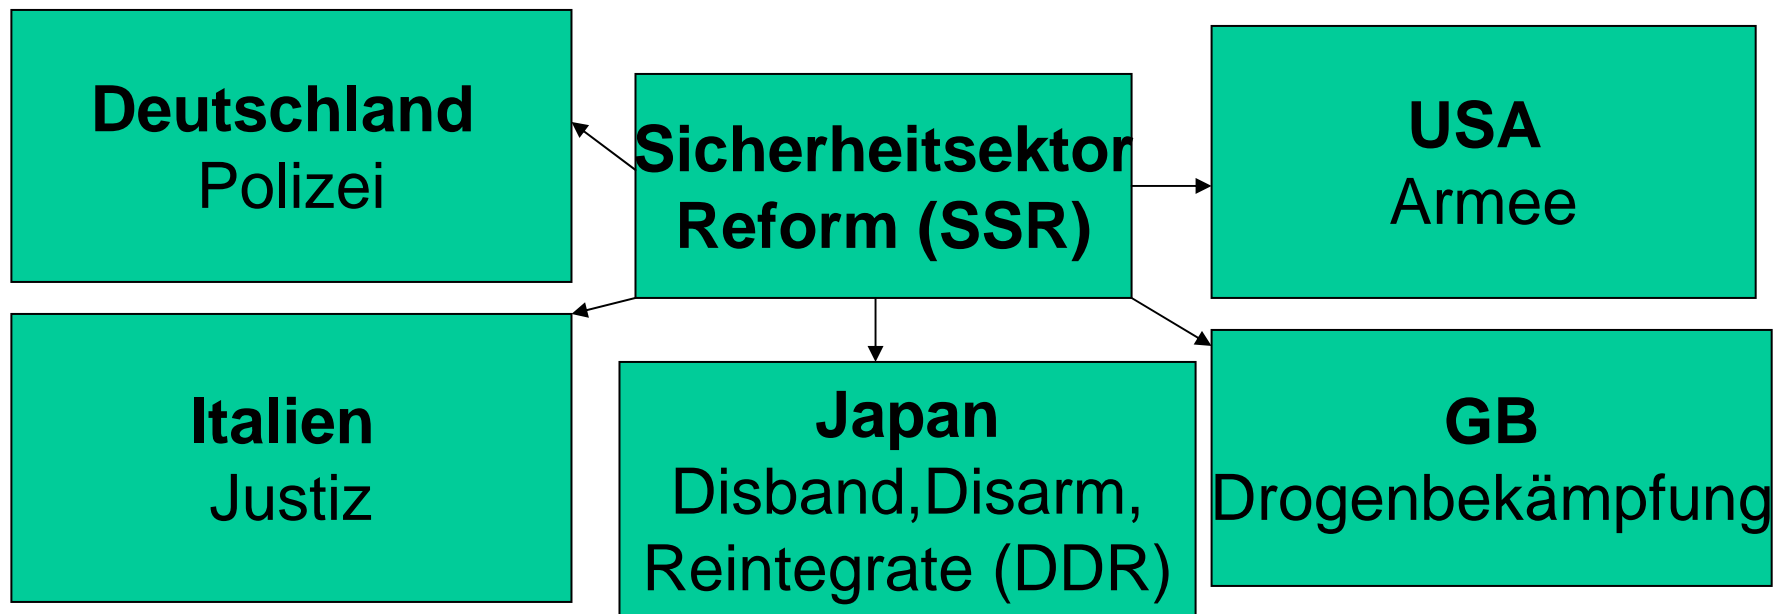 Deutschland
Polizei
Sicherheitsektor
Reform (SSR)
USA
Armee
Italien
Justiz
Japan
Disband,Disarm,
Reintegrate (DDR)
GB
Drogenbekämpfung